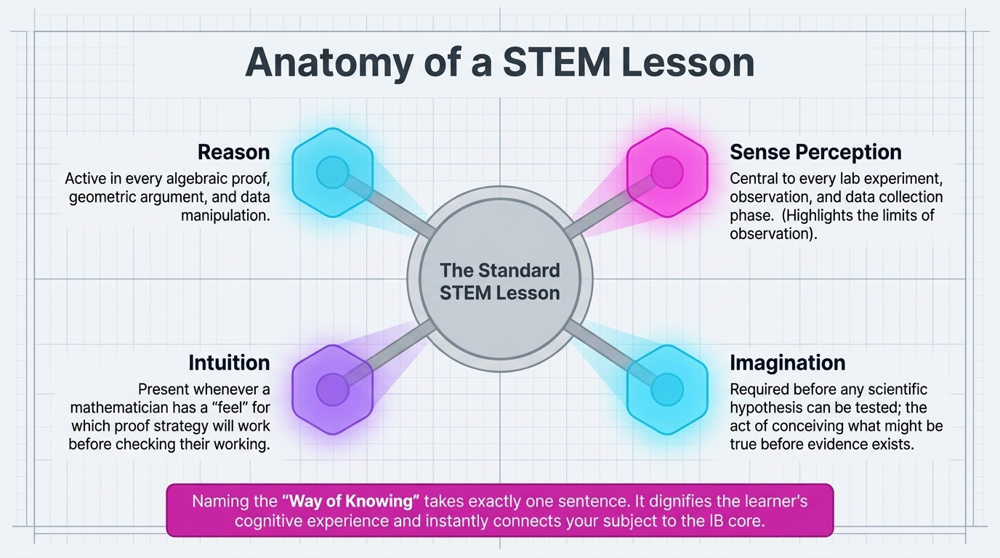 Anatomy of a STEM Lesson
Reason
Active in every algebraic proof,
geometric argument, and data
manipulation.
Sense Perception
Central to every lab experiment,
observation, and data collection
phase. (Highlights the limits of
observation).
The Standard
STEM Lesson
Intuition
Present whenever a
mathematician has a “feel” for
which proof strategy will work
before checking their working.
Imagination
Required before any scientific
hypothesis can be tested; the
act of conceiving what might be
true before evidence exists.
Naming the “Way of Knowing” takes exactly one sentence. It dignifies the learner’s
cognitive experience and instantly connects your subject to the IB core.